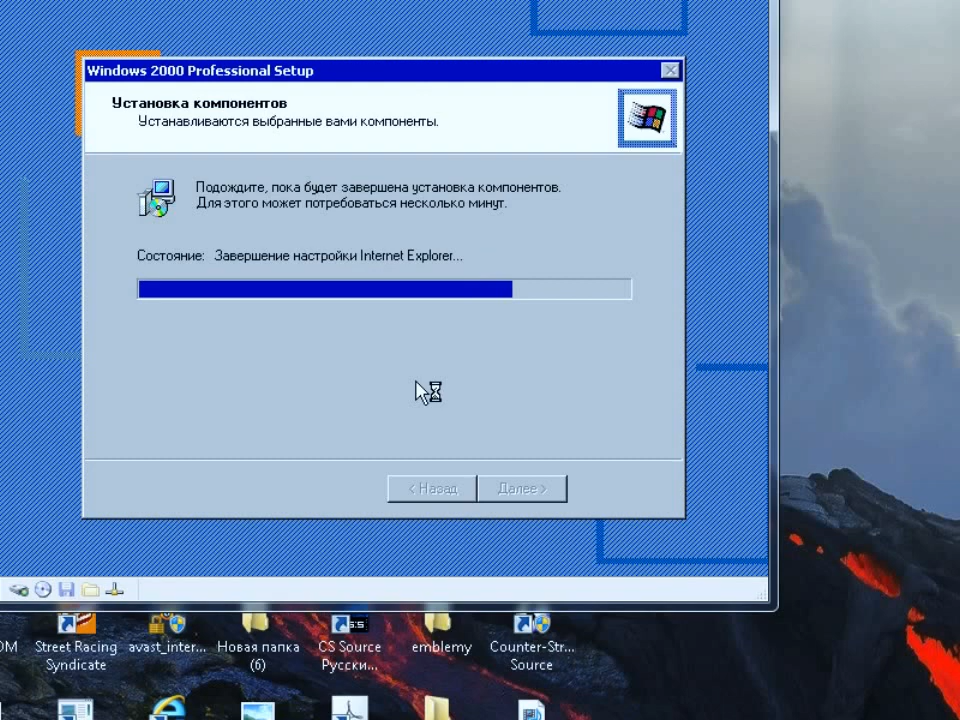 Windows 2000 Professional Setup
Установка компонентов
Устанавливаются выбранные вами компоненты.
Подождите, пока будет завершена установка компонентов.
Для этого может потребоваться несколько минут.
Состояние: Завершение настройки Internet Explorer...
< Назад
Далее >
OM
Street Racing
Syndicate
avast_inter...
Новая папка
(6)
CS Source
Русски...
emblemy
Counter-Str...
Source